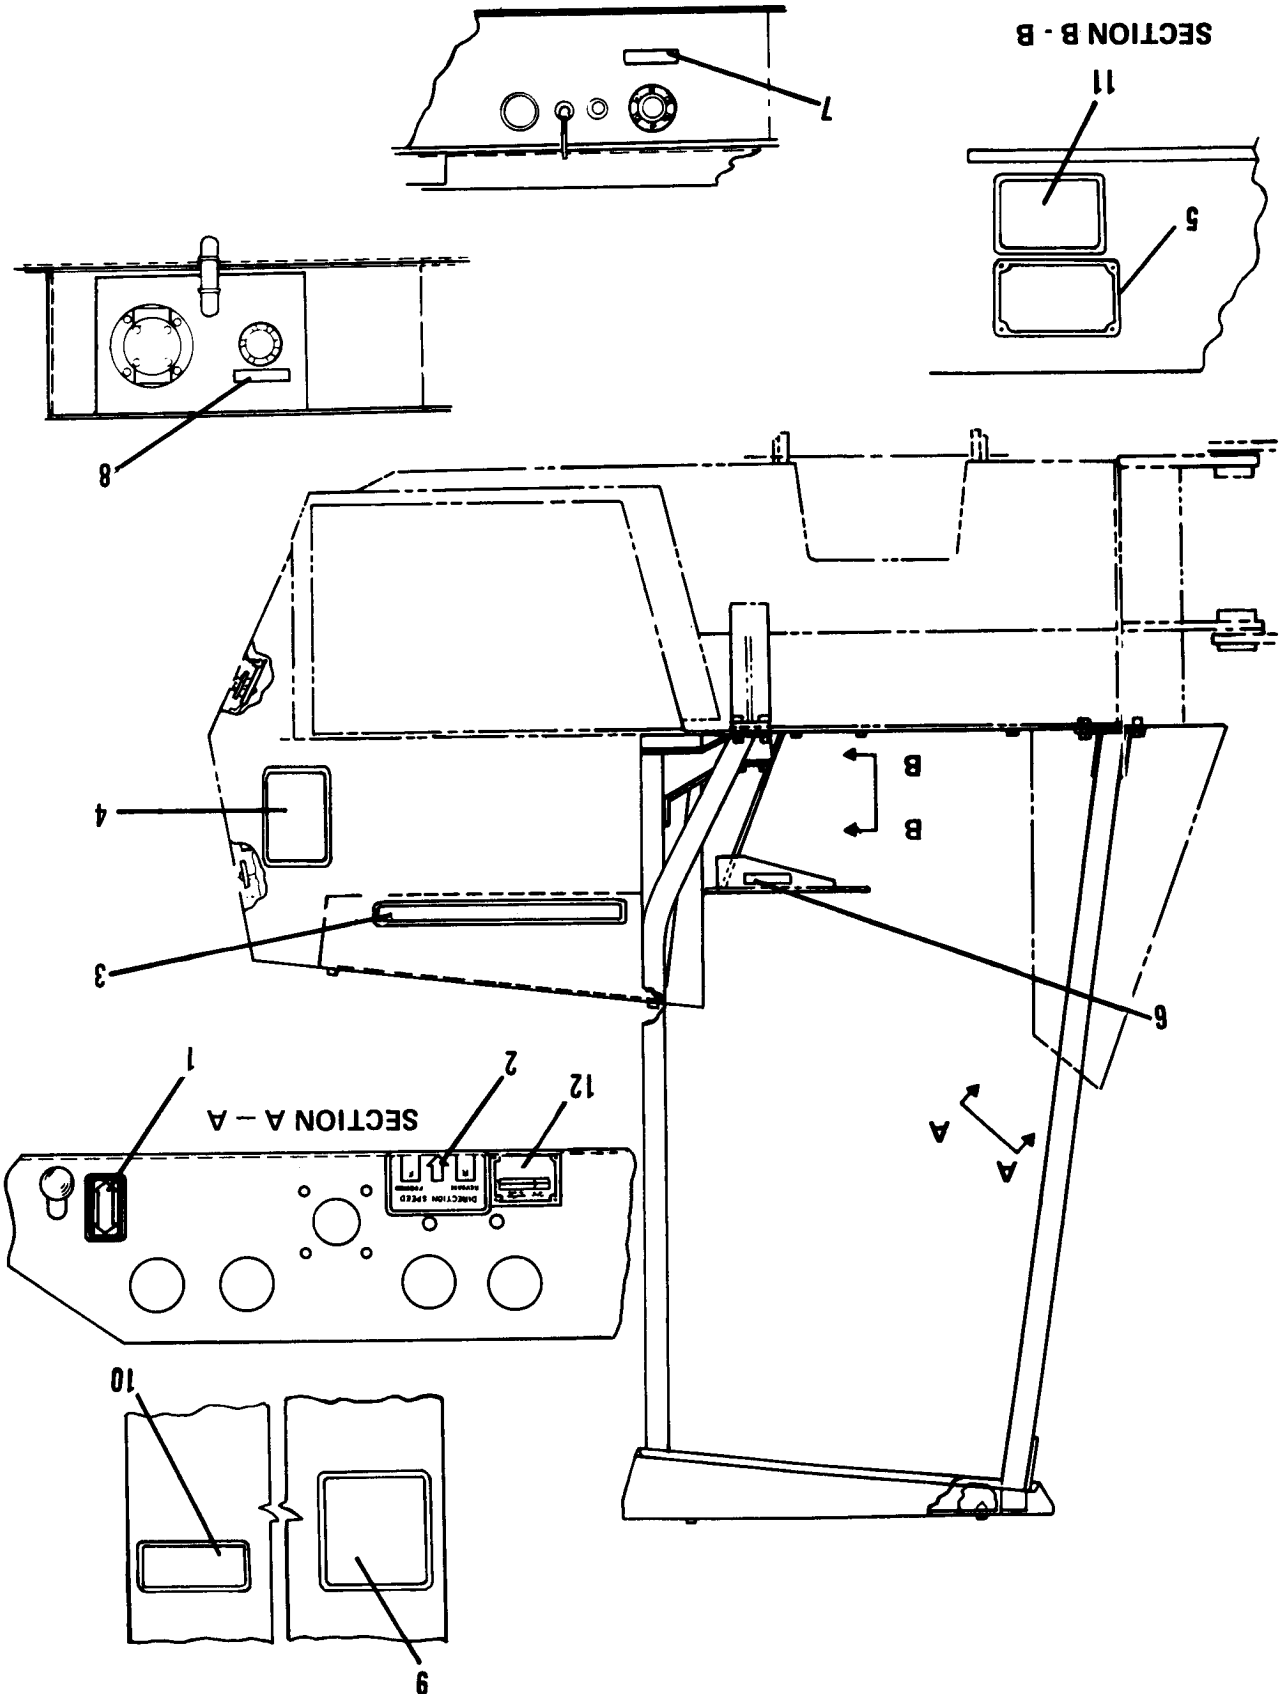 9
10
DIRECTION SPEED
REVERSE FORWARD
R F
A
A
SECTION A – A
12
2
1
6
3
B
4
B
8
5
7
11
SECTION B - B